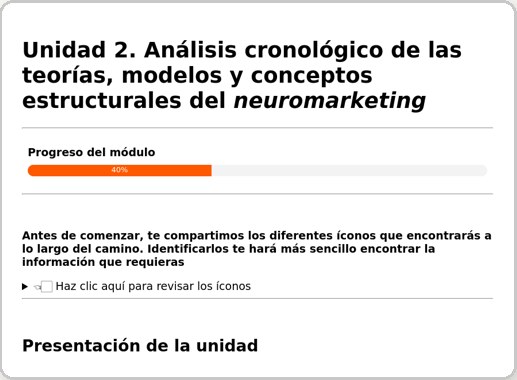 Unidad 2. Análisis cronológico de las
teorías, modelos y conceptos
estructurales del neuromarketing
Progreso del módulo
40%
Antes de comenzar, te compartimos los diferentes íconos que encontrarás a
lo largo del camino. Identificarlos te hará más sencillo encontrar la
información que requieras
Haz clic aquí para revisar los íconos
Presentación de la unidad